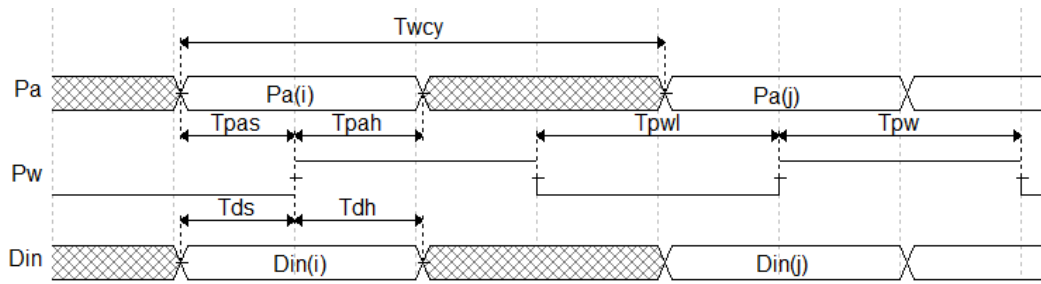 Twcy
Pa Pa(i) Pa(j)
Tpas Tpah Tpwl Tpw
Pw
Tds Tdh
Din Din(i) Din(j)